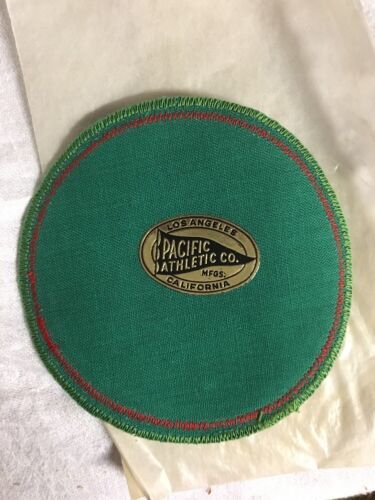 LOS ANGELES
PACIFIC
ATHLETIC CO.
MFGS.
CALIFORNIA